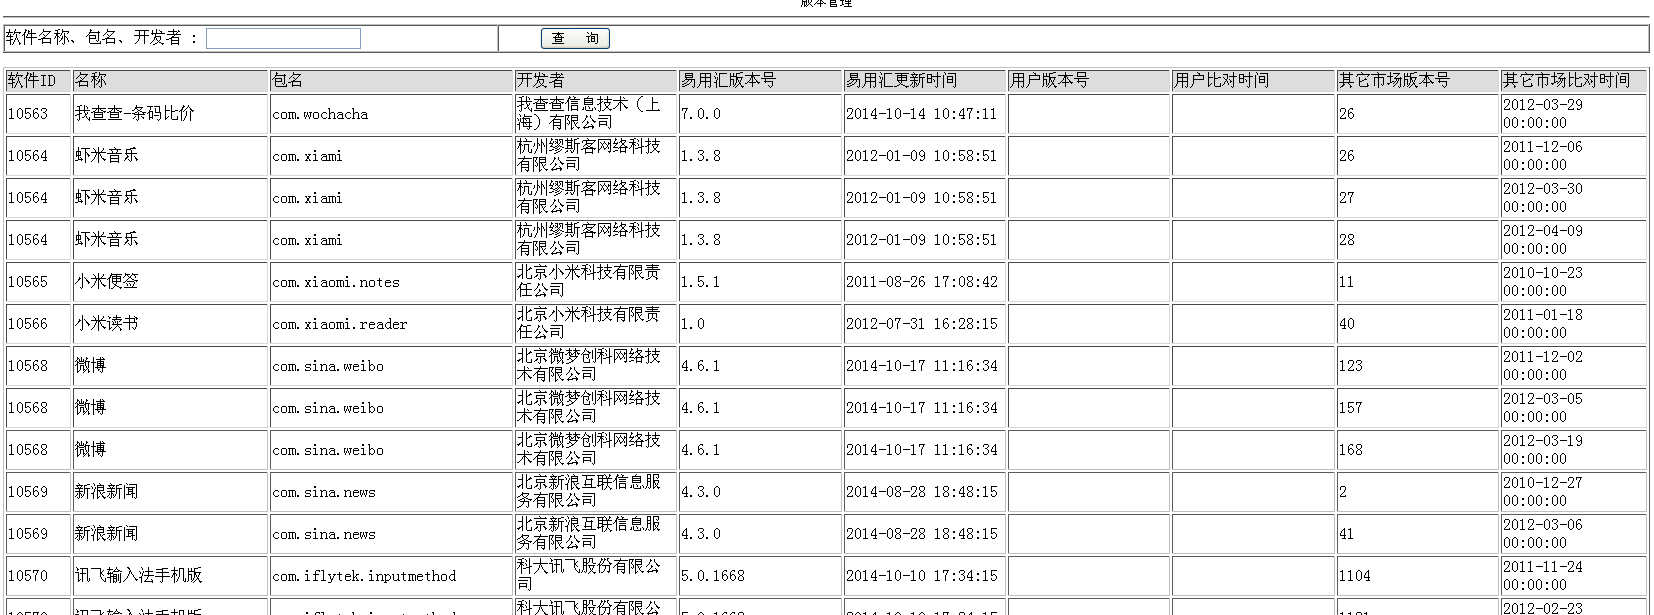 版本管理
软件名称、包名、开发者 : 查 询
软件ID 名称 包名 开发者 易用汇版本号 易用汇更新时间 用户版本号 用户比对时间 其它市场版本号 其它市场比对时间
10563 我查查-条码比价 com.wochacha 我查查信息技术（上海）有限公司 7.0.0 2014-10-14 10:47:11 26 2012-03-29 00:00:00
10564 虾米音乐 com.xiami 杭州缪斯客网络科技有限公司 1.3.8 2012-01-09 10:58:51 26 2011-12-06 00:00:00
10564 虾米音乐 com.xiami 杭州缪斯客网络科技有限公司 1.3.8 2012-01-09 10:58:51 27 2012-03-30 00:00:00
10564 虾米音乐 com.xiami 杭州缪斯客网络科技有限公司 1.3.8 2012-01-09 10:58:51 28 2012-04-09 00:00:00
10565 小米便签 com.xiaomi.notes 北京小米科技有限责任公司 1.5.1 2011-08-26 17:08:42 11 2010-10-23 00:00:00
10566 小米读书 com.xiaomi.reader 北京小米科技有限责任公司 1.0 2012-07-31 16:28:15 40 2011-01-18 00:00:00
10568 微博 com.sina.weibo 北京微梦创科网络技术有限公司 4.6.1 2014-10-17 11:16:34 123 2011-12-02 00:00:00
10568 微博 com.sina.weibo 北京微梦创科网络技术有限公司 4.6.1 2014-10-17 11:16:34 157 2012-03-05 00:00:00
10568 微博 com.sina.weibo 北京微梦创科网络技术有限公司 4.6.1 2014-10-17 11:16:34 168 2012-03-19 00:00:00
10569 新浪新闻 com.sina.news 北京新浪互联信息服务有限公司 4.3.0 2014-08-28 18:48:15 2 2010-12-27 00:00:00
10569 新浪新闻 com.sina.news 北京新浪互联信息服务有限公司 4.3.0 2014-08-28 18:48:15 41 2012-03-06 00:00:00
10570 讯飞输入法手机版 com.iflytek.inputmethod 科大讯飞股份有限公司 5.0.1668 2014-10-10 17:34:15 1104 2011-11-24 00:00:00
科大讯飞股份有限公 2012-02-23